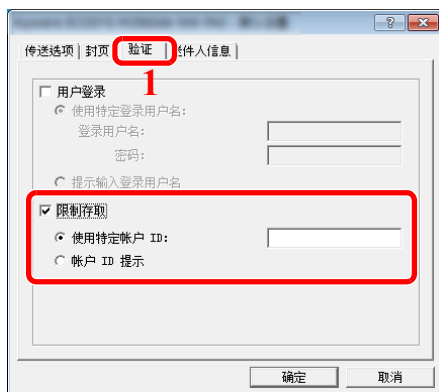 传送选项 封页 验证 件人信息
1
用户登录
使用特定登录用户名:
登录用户名:
密码:
提示输入登录用户名
限制存取
使用特定帐户 ID:
帐户 ID 提示
确定 取消